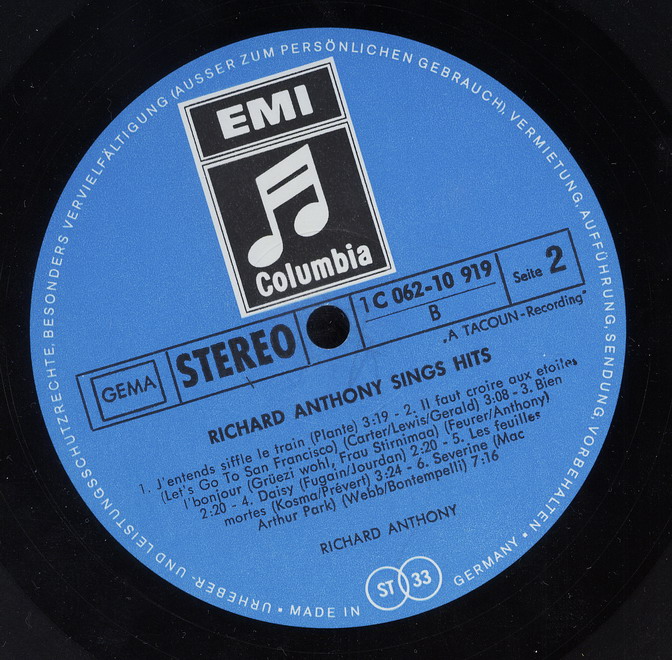 URHEBER- UND LEISTUNGSSCHUTZRECHTE, BESONDERS VERVIELFÄLTIGUNG (AUSSER ZUM PERSÖNLICHEN GEBRAUCH), VERMIETUNG, AUFFÜHRUNG, SENDUNG, VORBEHALTEN •
EMI
Columbia
GEMA
STEREO
1 C 062-10 919
B
Seite 2
„A TACOUN-Recording"
RICHARD ANTHONY SINGS HITS
1. J'entends siffle le train (Plante) 3:19 - 2. Il faut croire aux etoiles
(Let's Go To San Francisco) (Carter/Lewis/Gerald) 3:08 - 3. Bien
l'bonjour (Grüezi wohl, Frau Stirnimaa) (Feurer/Anthony)
2:20 - 4. Daisy (Fugain/Jourdan) 2:20 - 5. Les feuilles
mortes (Kosma/Prévert) 3:24 - 6. Severine (Mac
Arthur Park) (Webb/Bontempelli) 7:16
RICHARD ANTHONY
ST 33
• MADE IN GERMANY •